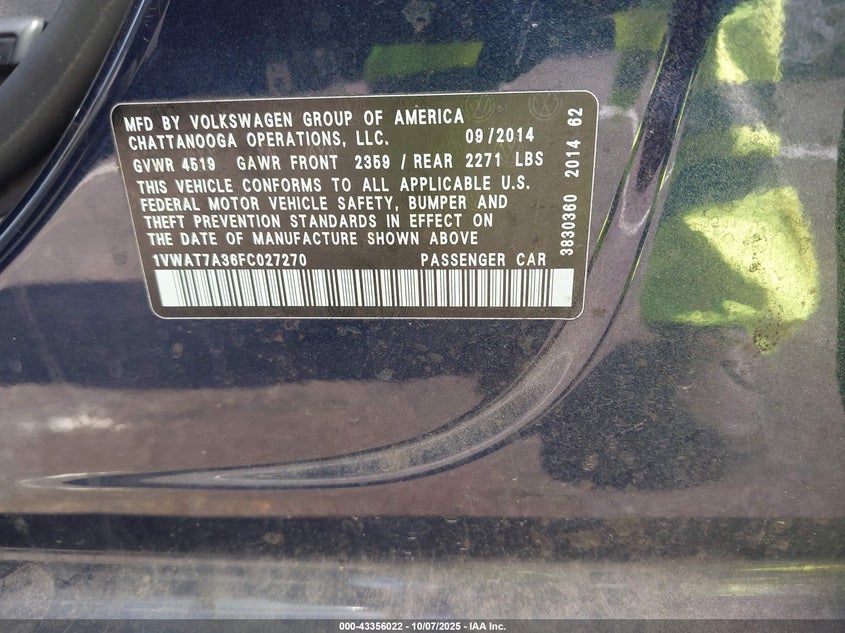 MFD BY VOLKSWAGEN GROUP OF AMERICA
CHATTANOOGA OPERATIONS, LLC. 09/2014
GVWR 4519 GAWR FRONT 2359 / REAR 2271 LBS
THIS VEHICLE CONFORMS TO ALL APPLICABLE U.S.
FEDERAL MOTOR VEHICLE SAFETY, BUMPER AND
THEFT PREVENTION STANDARDS IN EFFECT ON
THE DATE OF MANUFACTURE SHOWN ABOVE.
1VWAT7A36FC027270 PASSENGER CAR
3830360 2014 62
000-43356022 - 10/07/2025 - IAA Inc.